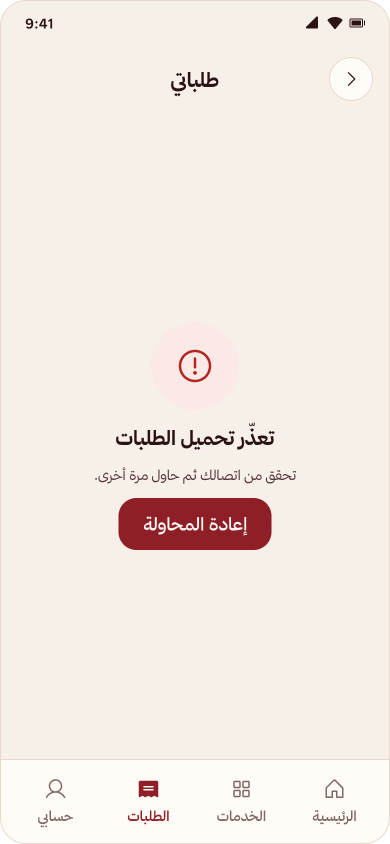 9:41
طلباتي
تعذّر تحميل الطلبات
تحقق من اتصالك ثم حاول مرة أخرى.
إعادة المحاولة
الرئيسية
الخدمات
الطلبات
حسابي